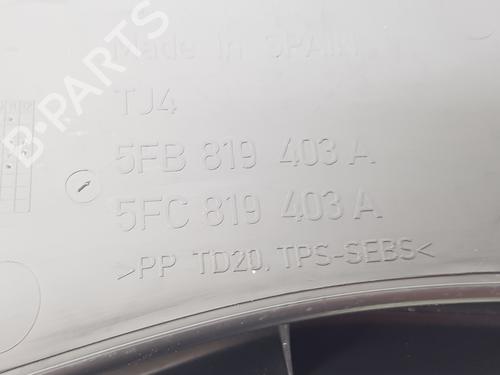 Made in SPAIN
TJ4
5FB 819 403 A
5FC 819 403 A
>PP TD20, TPS-SEBS<
B-PARTS